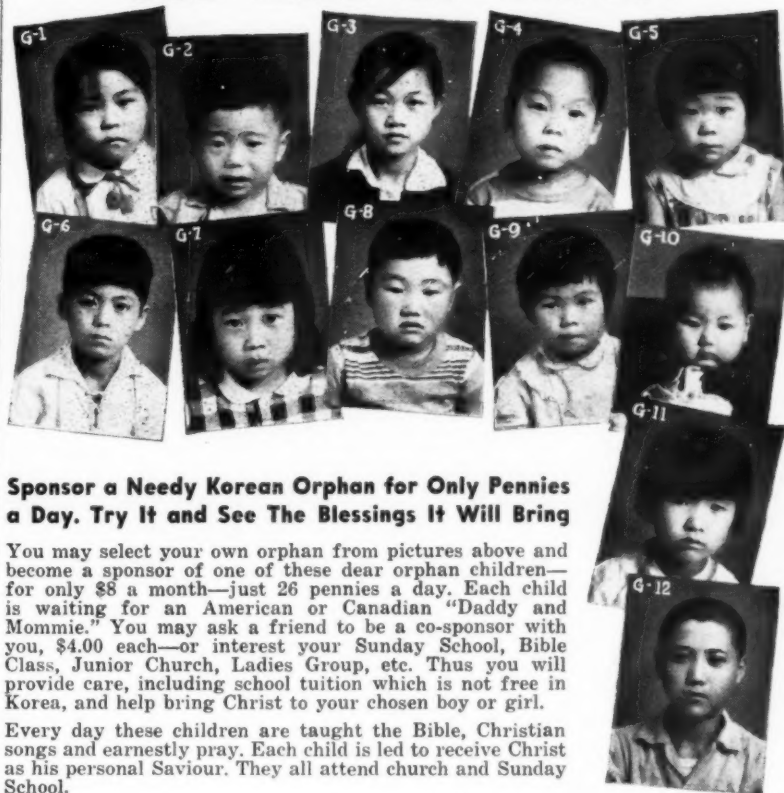 G-1
G-2
G-3
G-4
G-5
G-6
G-7
G-8
G-9
G-10
G-11
G-12
Sponsor a Needy Korean Orphan for Only Pennies
a Day. Try It and See The Blessings It Will Bring
You may select your own orphan from pictures above and
become a sponsor of one of these dear orphan children—
for only $8 a month—just 26 pennies a day. Each child
is waiting for an American or Canadian "Daddy and
Mommie." You may ask a friend to be a co-sponsor with
you, $4.00 each—or interest your Sunday School, Bible
Class, Junior Church, Ladies Group, etc. Thus you will
provide care, including school tuition which is not free in
Korea, and help bring Christ to your chosen boy or girl.
Every day these children are taught the Bible, Christian
songs and earnestly pray. Each child is led to receive Christ
as his personal Saviour. They all attend church and Sunday
School.